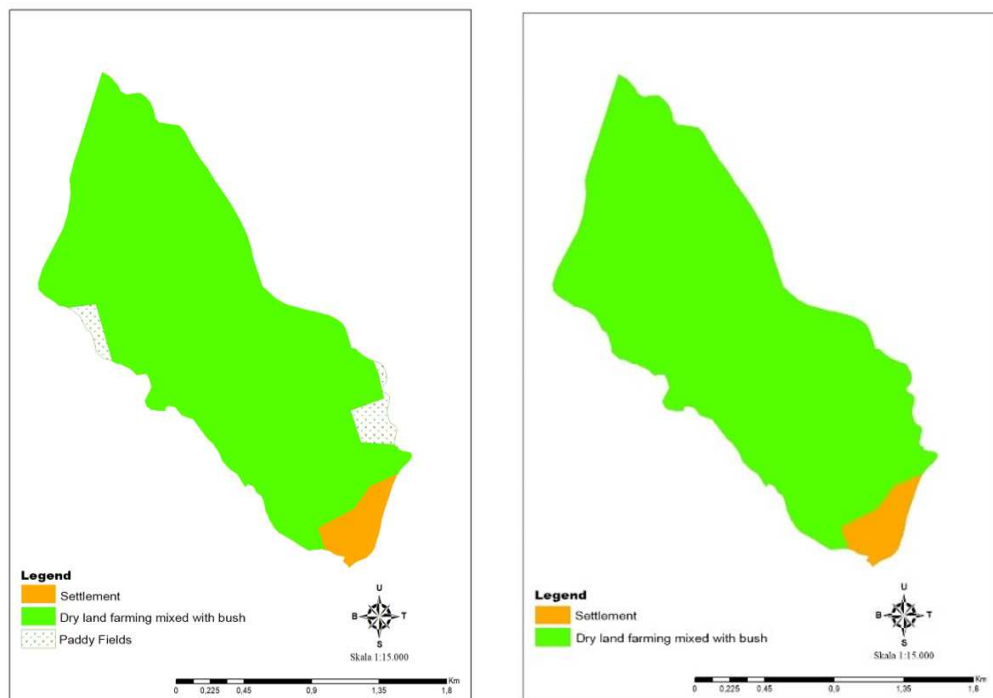 Legend
Settlement
Dry land farming mixed with bush
Paddy Fields
U
B T
S
Skala 1:15.000
Km
0 0,225 0,45 0,9 1,35 1,8
Legend
Settlement
Dry land farming mixed with bush
U
B T
S
Skala 1:15.000
Km
0 0,225 0,45 0,9 1,35 1,8